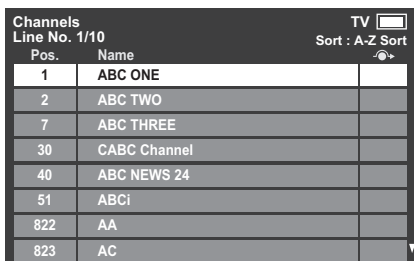 Channels TV
Line No. 1/10 Sort : A-Z Sort
Pos. Name
1 ABC ONE
2 ABC TWO
7 ABC THREE
30 CABC Channel
40 ABC NEWS 24
51 ABCi
822 AA
823 AC